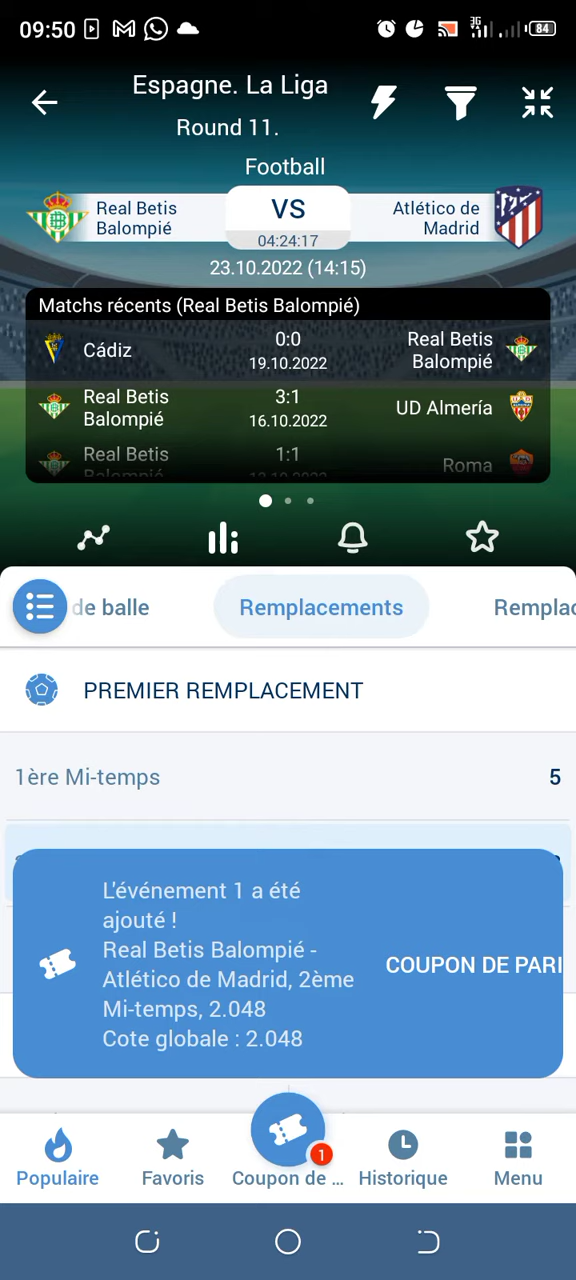 09:50
84
Espagne. La Liga
Round 11.
Football
Real Betis
Balompié
VS
Atlético de
Madrid
04:24:17
23.10.2022 (14:15)
Matchs récents (Real Betis Balompié)
Cádiz
0:0
19.10.2022
Real Betis
Balompié
Real Betis
Balompié
3:1
16.10.2022
UD Almería
Real Betis
Balompié
1:1
Roma
de balle
Remplacements
Remplac
PREMIER REMPLACEMENT
1ère Mi-temps
5
L'événement 1 a été
ajouté !
Real Betis Balompié -
Atlético de Madrid, 2ème
Mi-temps, 2.048
Cote globale : 2.048
COUPON DE PARI
1
Populaire
Favoris
Coupon de ...
Historique
Menu